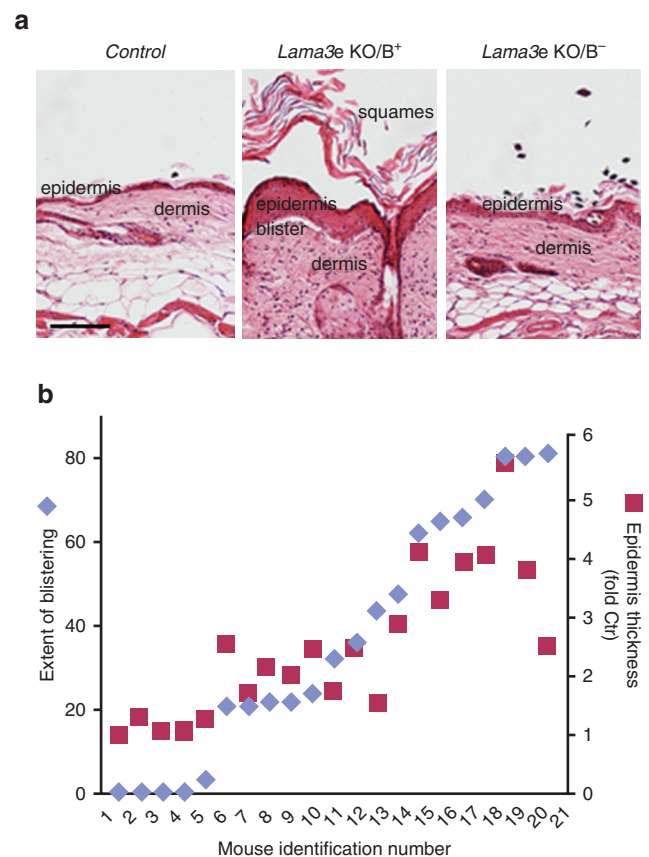 a
Control
Lama3e KO/B⁺
Lama3e KO/B⁻
squames
epidermis
dermis
epidermis
blister
dermis
epidermis
dermis
b
Extent of blistering
80
60
40
20
0
6
5
4
3
2
1
0
Epidermis thickness
(fold Ctr)
1 2 3 4 5 6 7 8 9 10 11 12 13 14 15 16 17 18 19 20 21
Mouse identification number